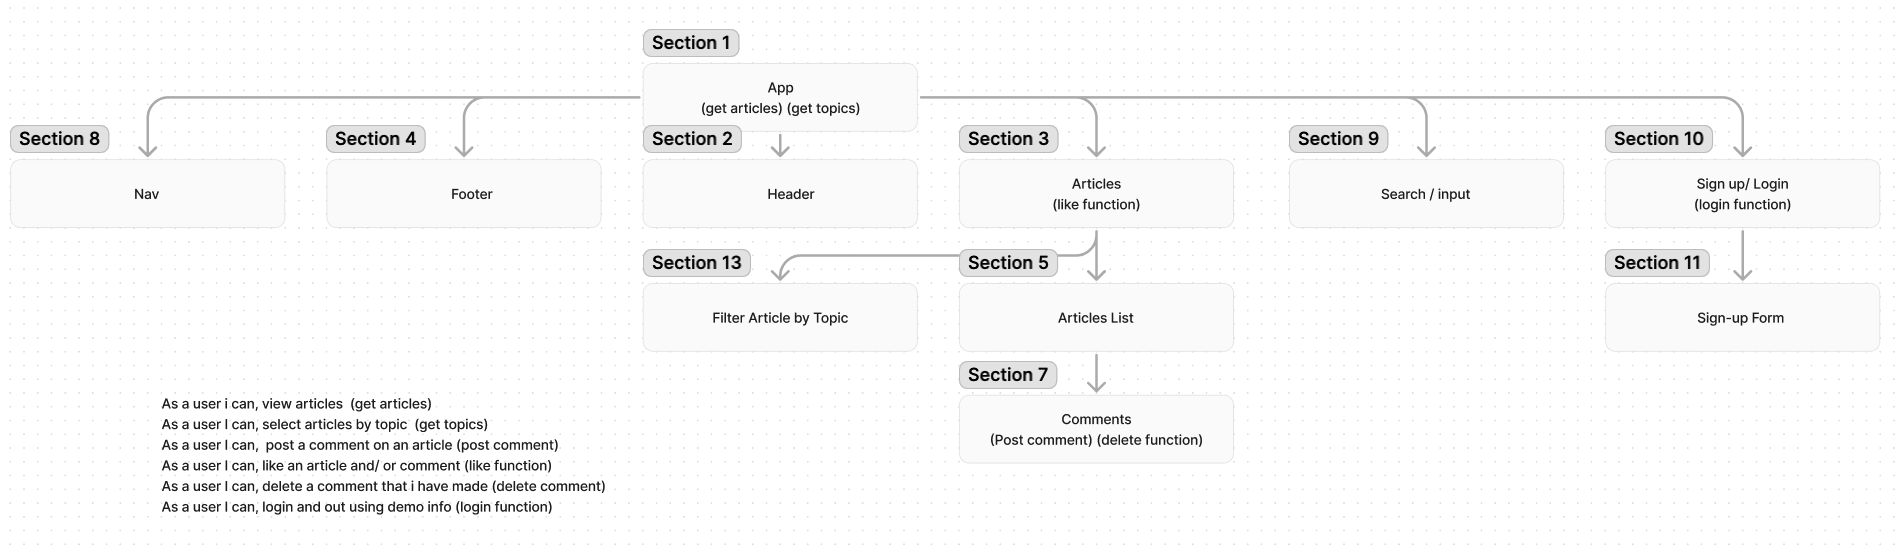 Section 1
App
(get articles) (get topics)
Section 8
Nav
Section 4
Footer
Section 2
Header
Section 3
Articles
(like function)
Section 9
Search / input
Section 10
Sign up/ Login
(login function)
Section 13
Filter Article by Topic
Section 5
Articles List
Section 11
Sign-up Form
Section 7
Comments
(Post comment) (delete function)
As a user i can, view articles  (get articles)
As a user I can, select articles by topic  (get topics)
As a user I can,  post a comment on an article (post comment)
As a user I can, like an article and/ or comment (like function)
As a user I can, delete a comment that i have made (delete comment)
As a user I can, login and out using demo info (login function)